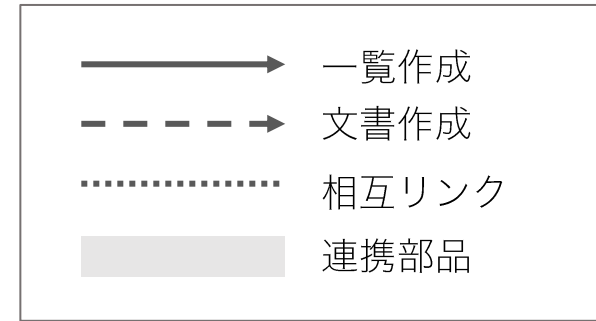 一覧作成
文書作成
相互リンク
連携部品